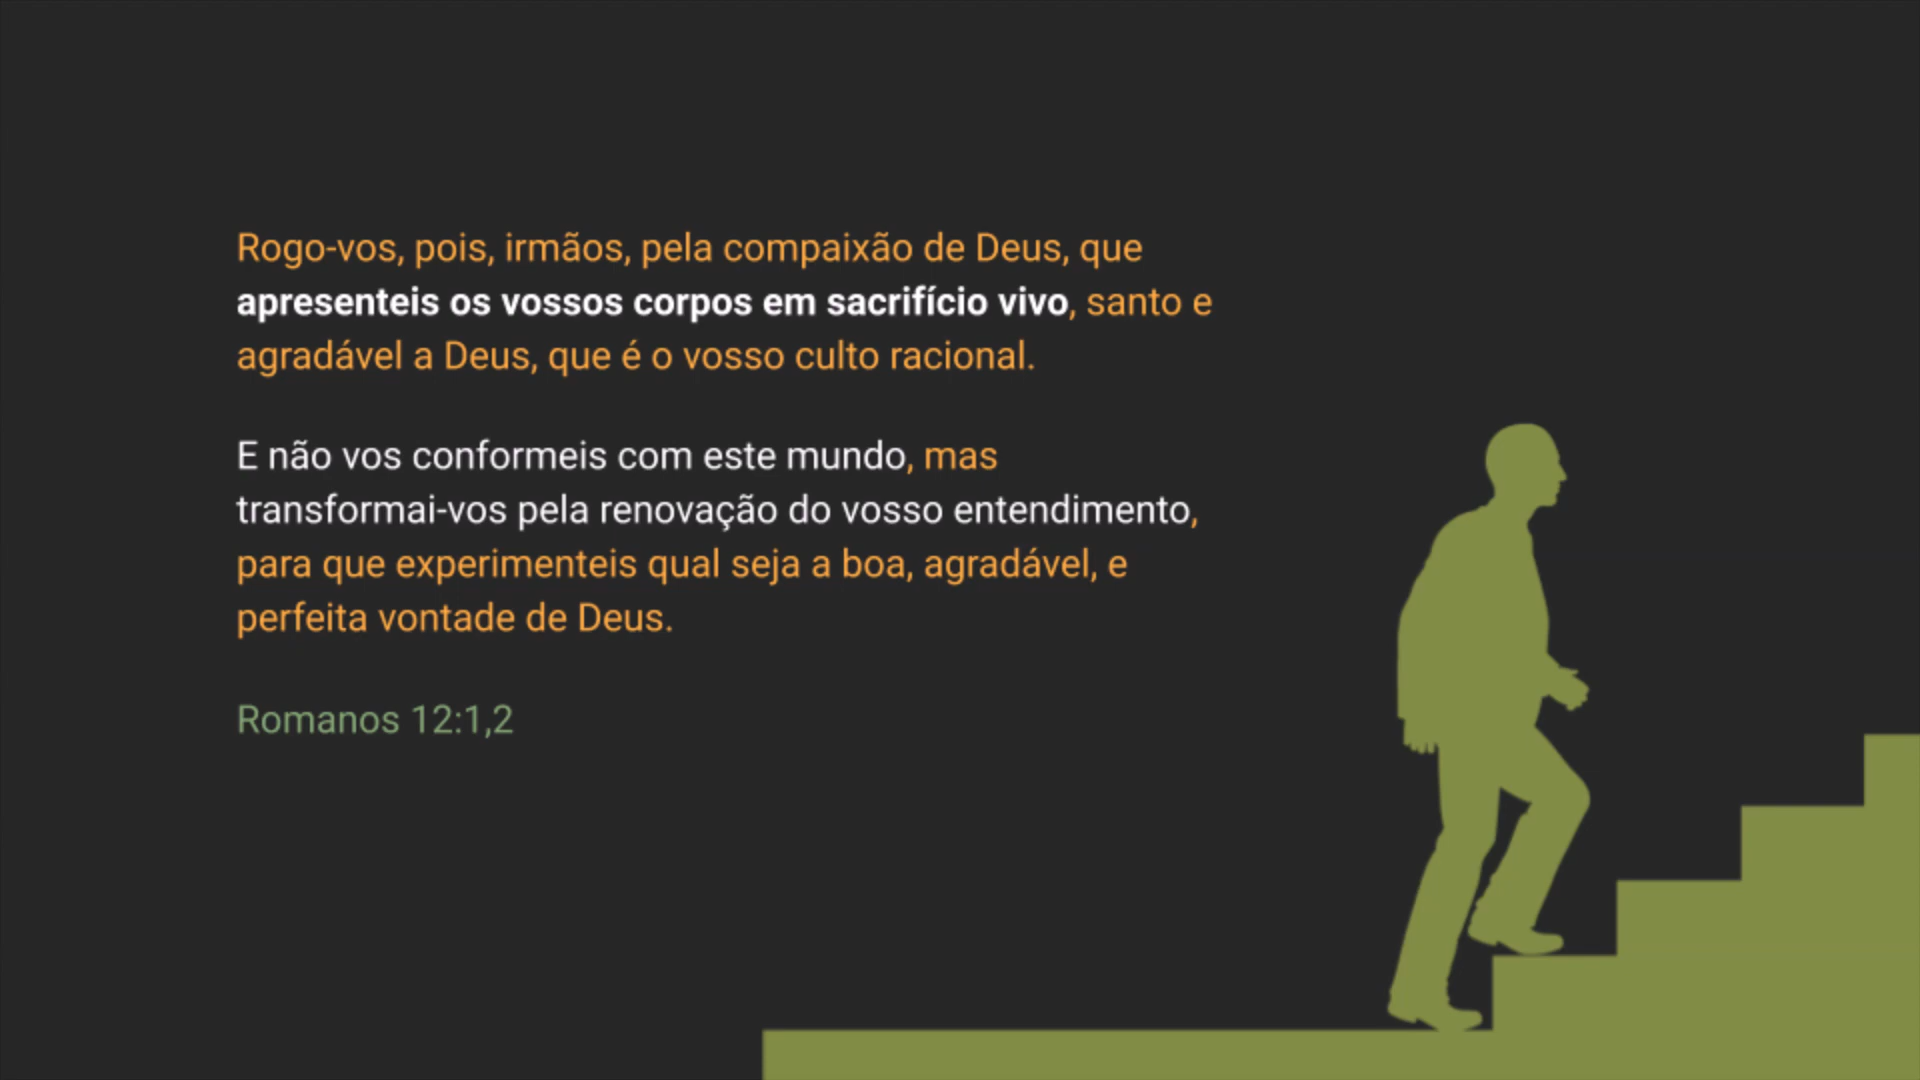 Rogo-vos, pois, irmãos, pela compaixão de Deus, que
apresenteis os vossos corpos em sacrifício vivo, santo e
agradável a Deus, que é o vosso culto racional.
E não vos conformeis com este mundo, mas
transformai-vos pela renovação do vosso entendimento,
para que experimenteis qual seja a boa, agradável, e
perfeita vontade de Deus.
Romanos 12:1,2